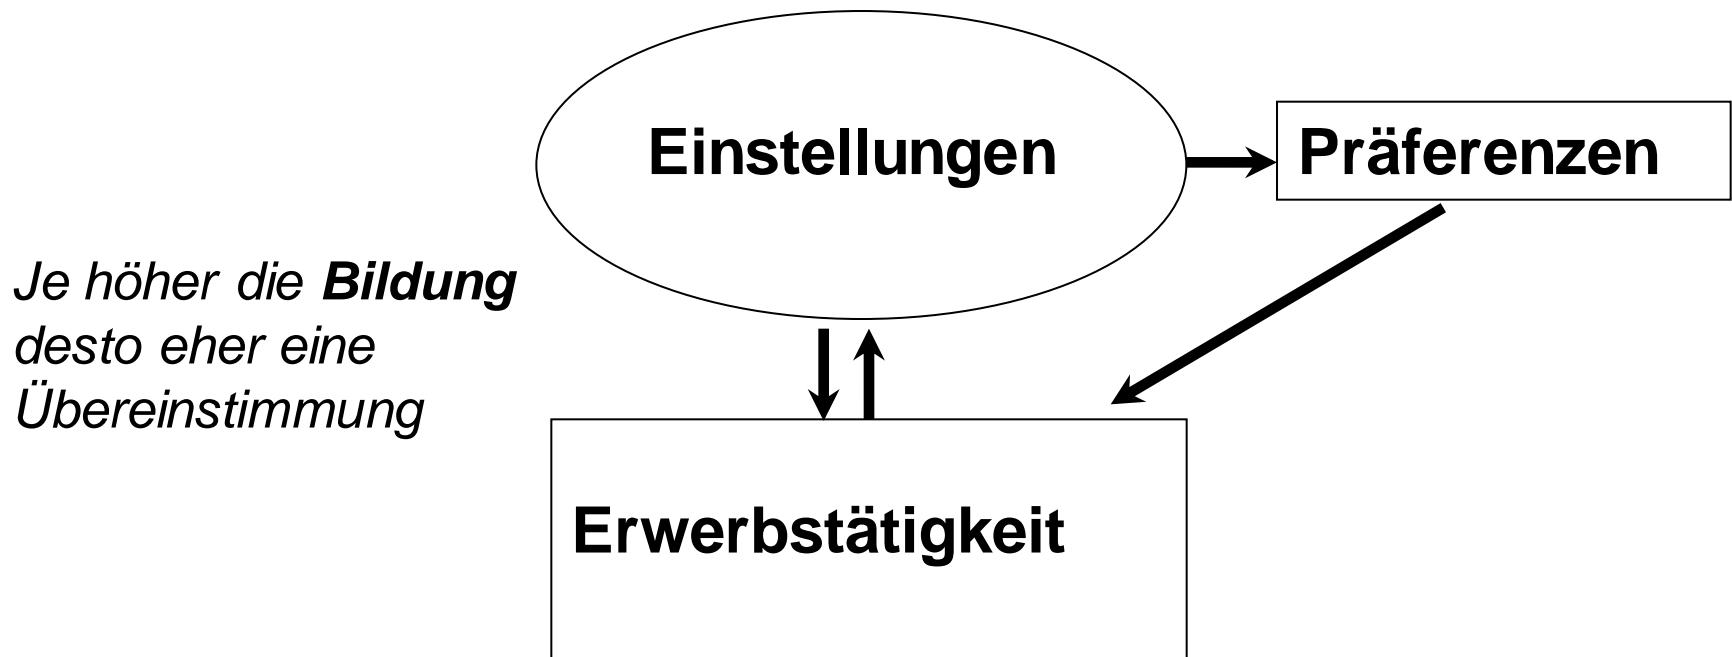 Einstellungen
Präferenzen
Je höher die Bildung
desto eher eine
Übereinstimmung
Erwerbstätigkeit